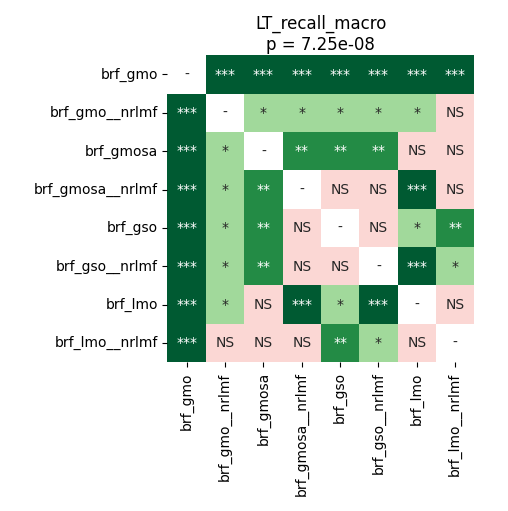 LT_recall_macro
p = 7.25e-08
brf_gmo - *** *** *** *** *** *** ***
brf_gmo__nrlmf *** - * * * * * NS
brf_gmosa *** * - ** ** ** NS NS
brf_gmosa__nrlmf *** * ** - NS NS *** NS
brf_gso *** * ** NS - NS * **
brf_gso__nrlmf *** * ** NS NS - *** *
brf_lmo *** * NS *** * *** - NS
brf_lmo__nrlmf *** NS NS NS ** * NS -
brf_gmo
brf_gmo__nrlmf
brf_gmosa
brf_gmosa__nrlmf
brf_gso
brf_gso__nrlmf
brf_lmo
brf_lmo__nrlmf